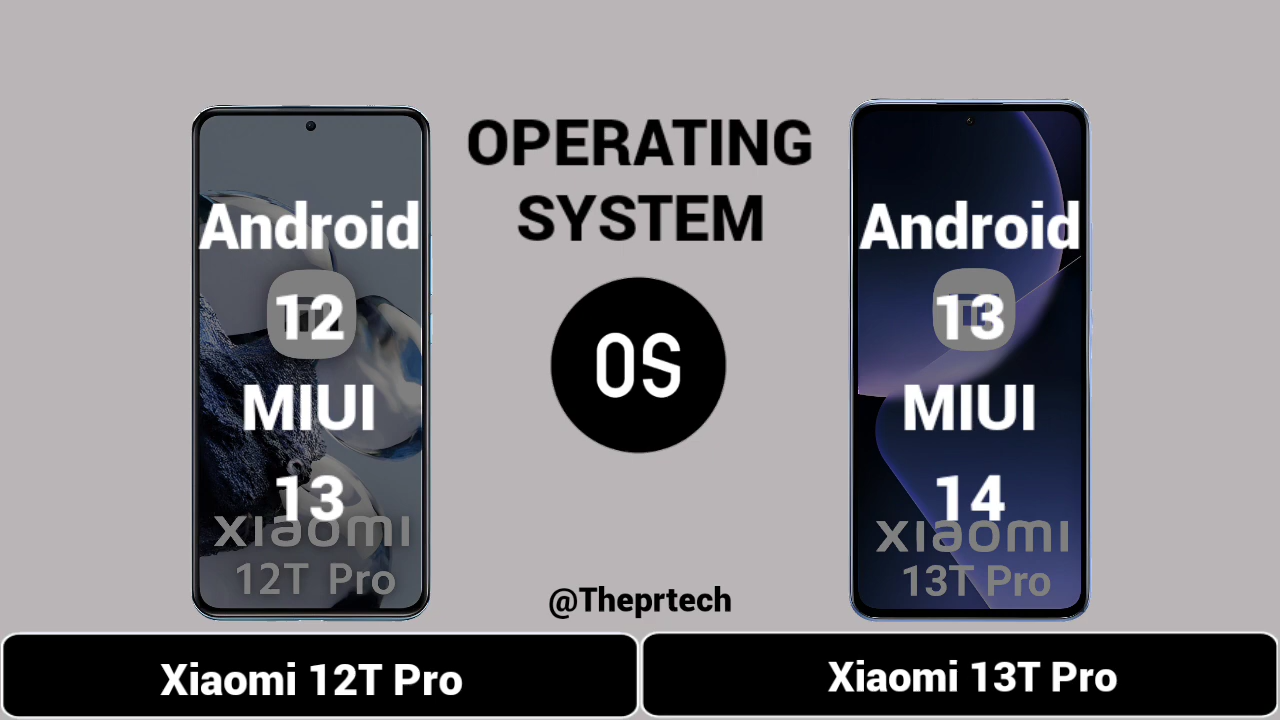 OPERATING
SYSTEM
OS
Android
12
MIUI
13
xiaomi
12T Pro
Android
13
MIUI
14
xiaomi
13T Pro
@Theprtech
Xiaomi 12T Pro
Xiaomi 13T Pro